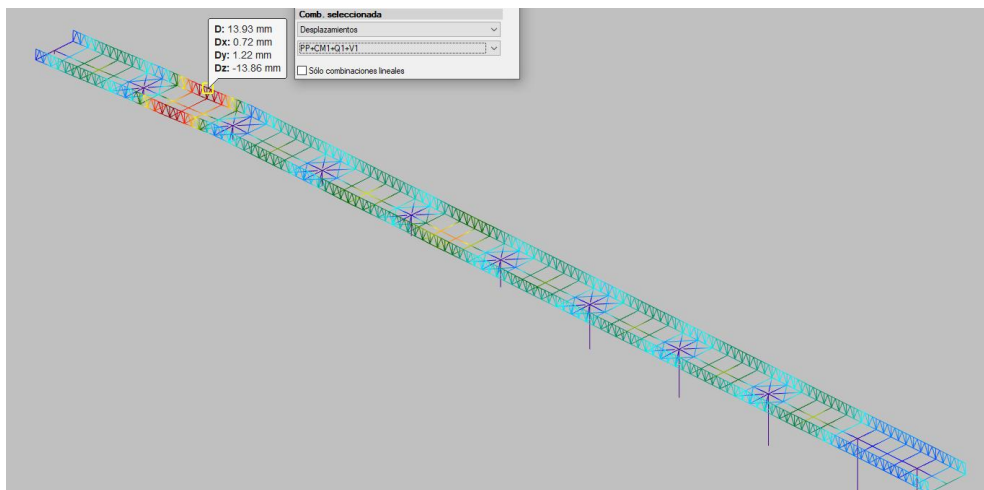 D: 13.93 mm
Dx: 0.72 mm
Dy: 1.22 mm
Dz: -13.86 mm
Comb. seleccionada
Desplazamientos
PP+CM1+Q1+V1
Sólo combinaciones lineales